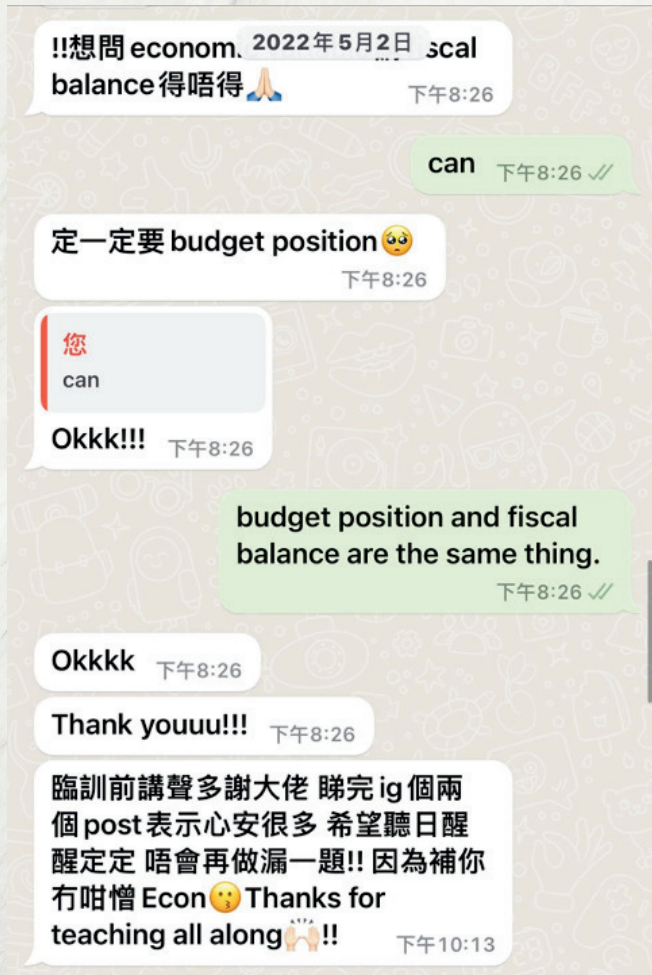 2022年5月2日
!!想問 econom
scal
balance得唔得🙏🏻
下午8:26
can
下午8:26
定一定要budget position🥺
下午8:26
您
can
Okkk!!!
下午8:26
budget position and fiscal
balance are the same thing.
下午8:26
Okkkk
下午8:26
Thank youuu!!!
下午8:26
臨訓前講聲多謝大佬 睇完ig個兩
個post表示心安很多 希望聽日醒
醒定定 唔會再做漏一題!! 因為補你
冇咁憎Econ😗Thanks for
teaching all along🙌🏻!!
下午10:13